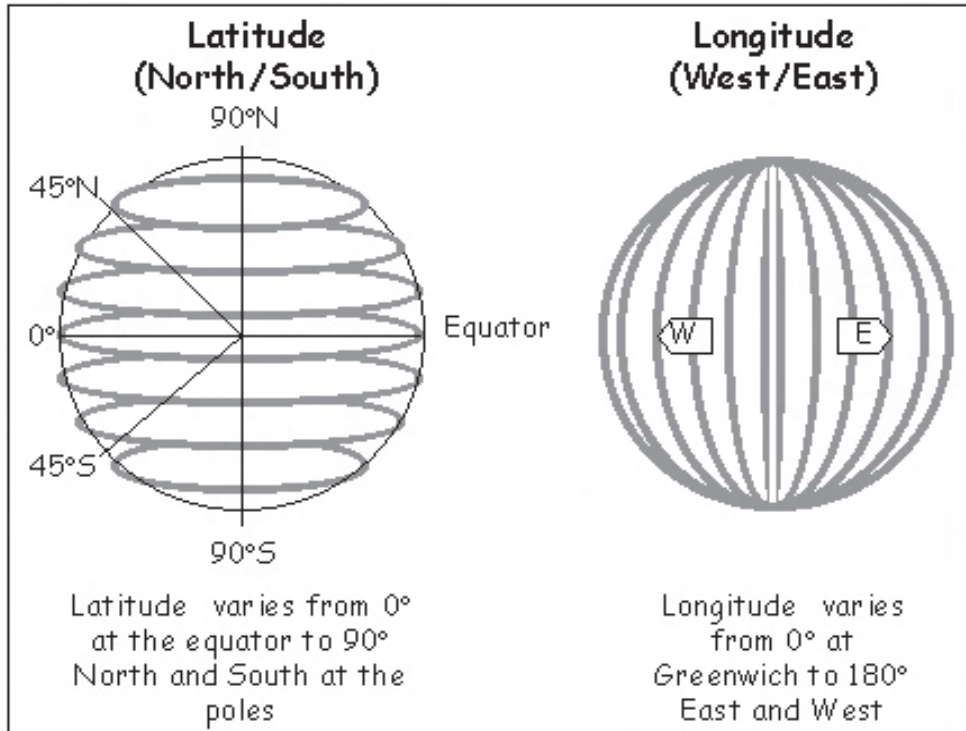 Latitude
(North/South)
90°N
45°N
0°
Equator
45°S
90°S
Latitude varies from 0°
at the equator to 90°
North and South at the
poles
Longitude
(West/East)
W
E
Longitude varies
from 0° at
Greenwich to 180°
East and West